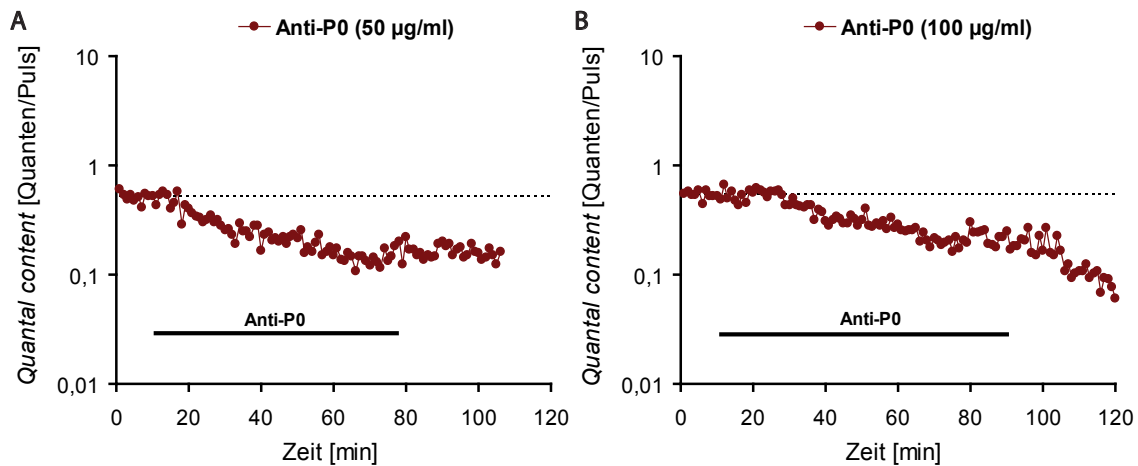 A
Anti-P0 (50 µg/ml)
Quantal content [Quanten/Puls]
10
1
0,1
0,01
Anti-P0
0 20 40 60 80 100 120
Zeit [min]
B
Anti-P0 (100 µg/ml)
Quantal content [Quanten/Puls]
10
1
0,1
0,01
Anti-P0
0 20 40 60 80 100 120
Zeit [min]